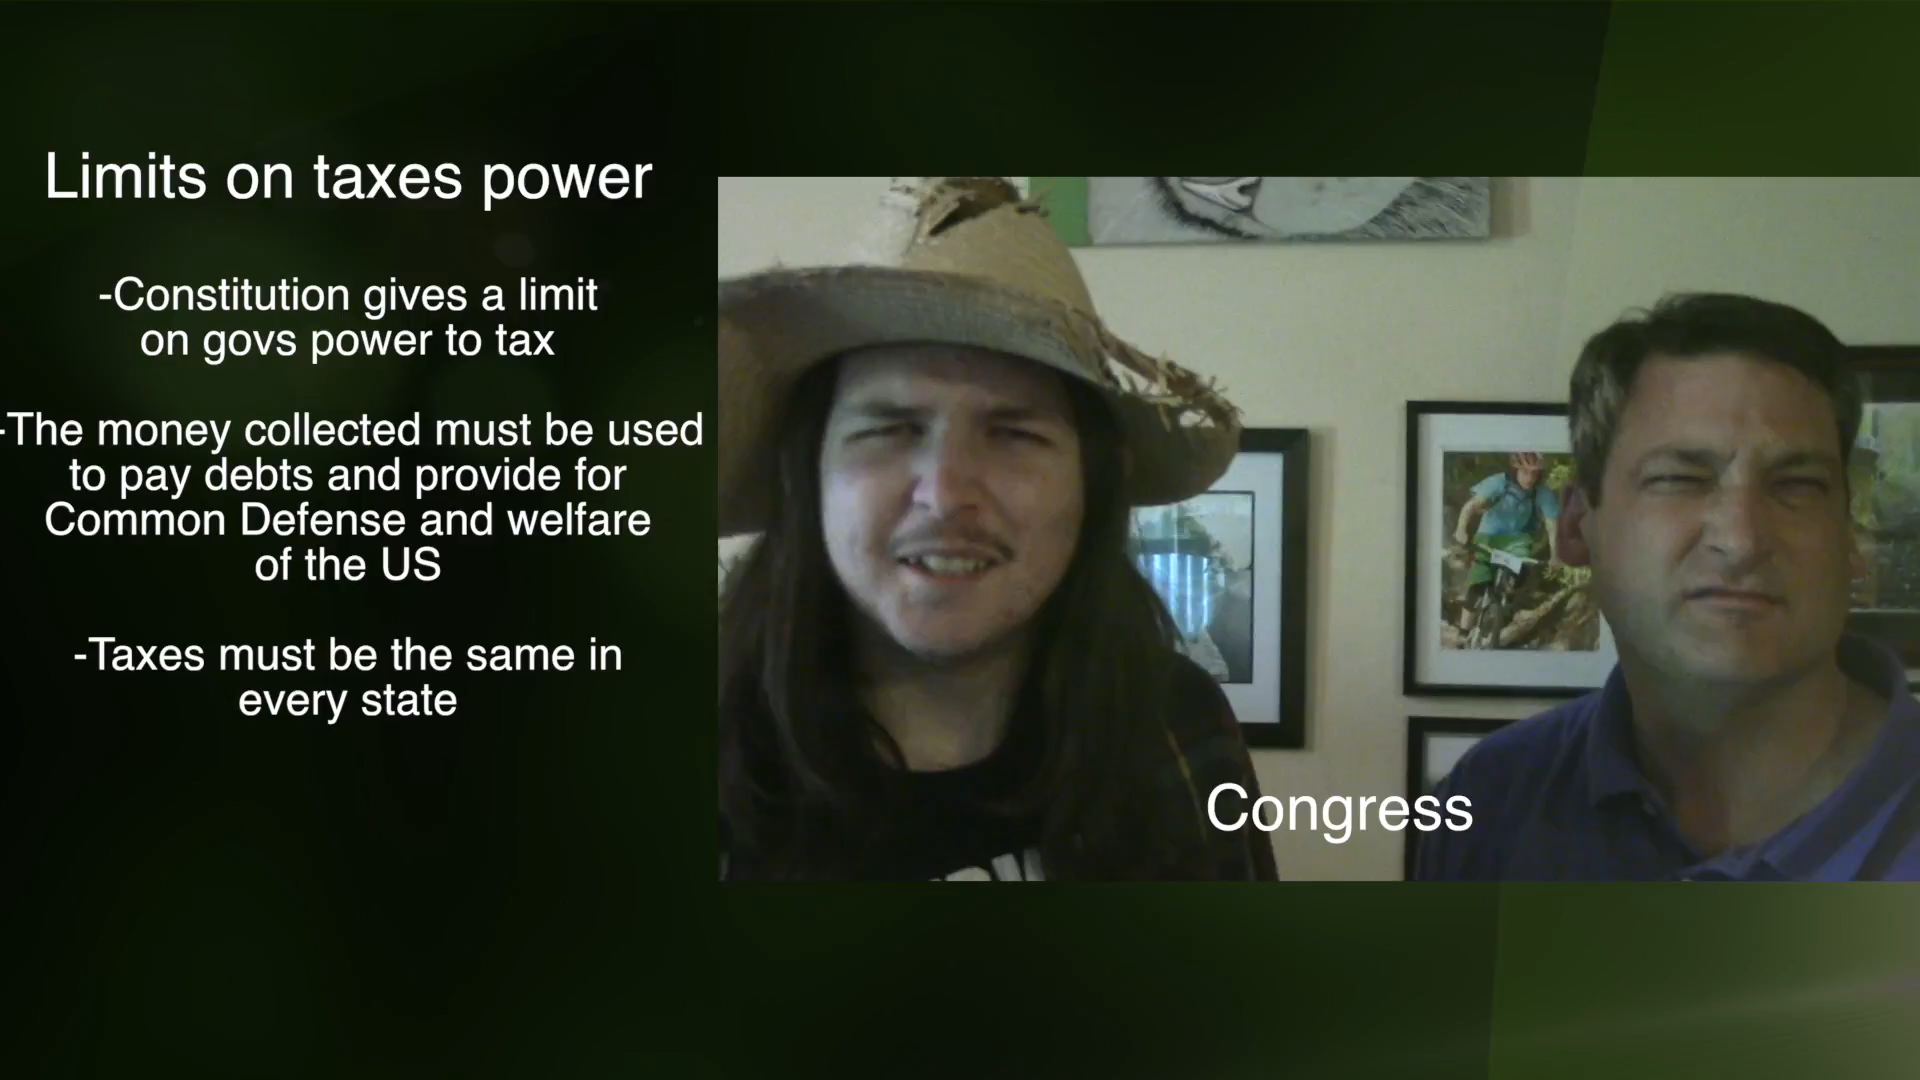 Limits on taxes power
-Constitution gives a limit
on govs power to tax
-The money collected must be used
to pay debts and provide for
Common Defense and welfare
of the US
-Taxes must be the same in
every state
Congress